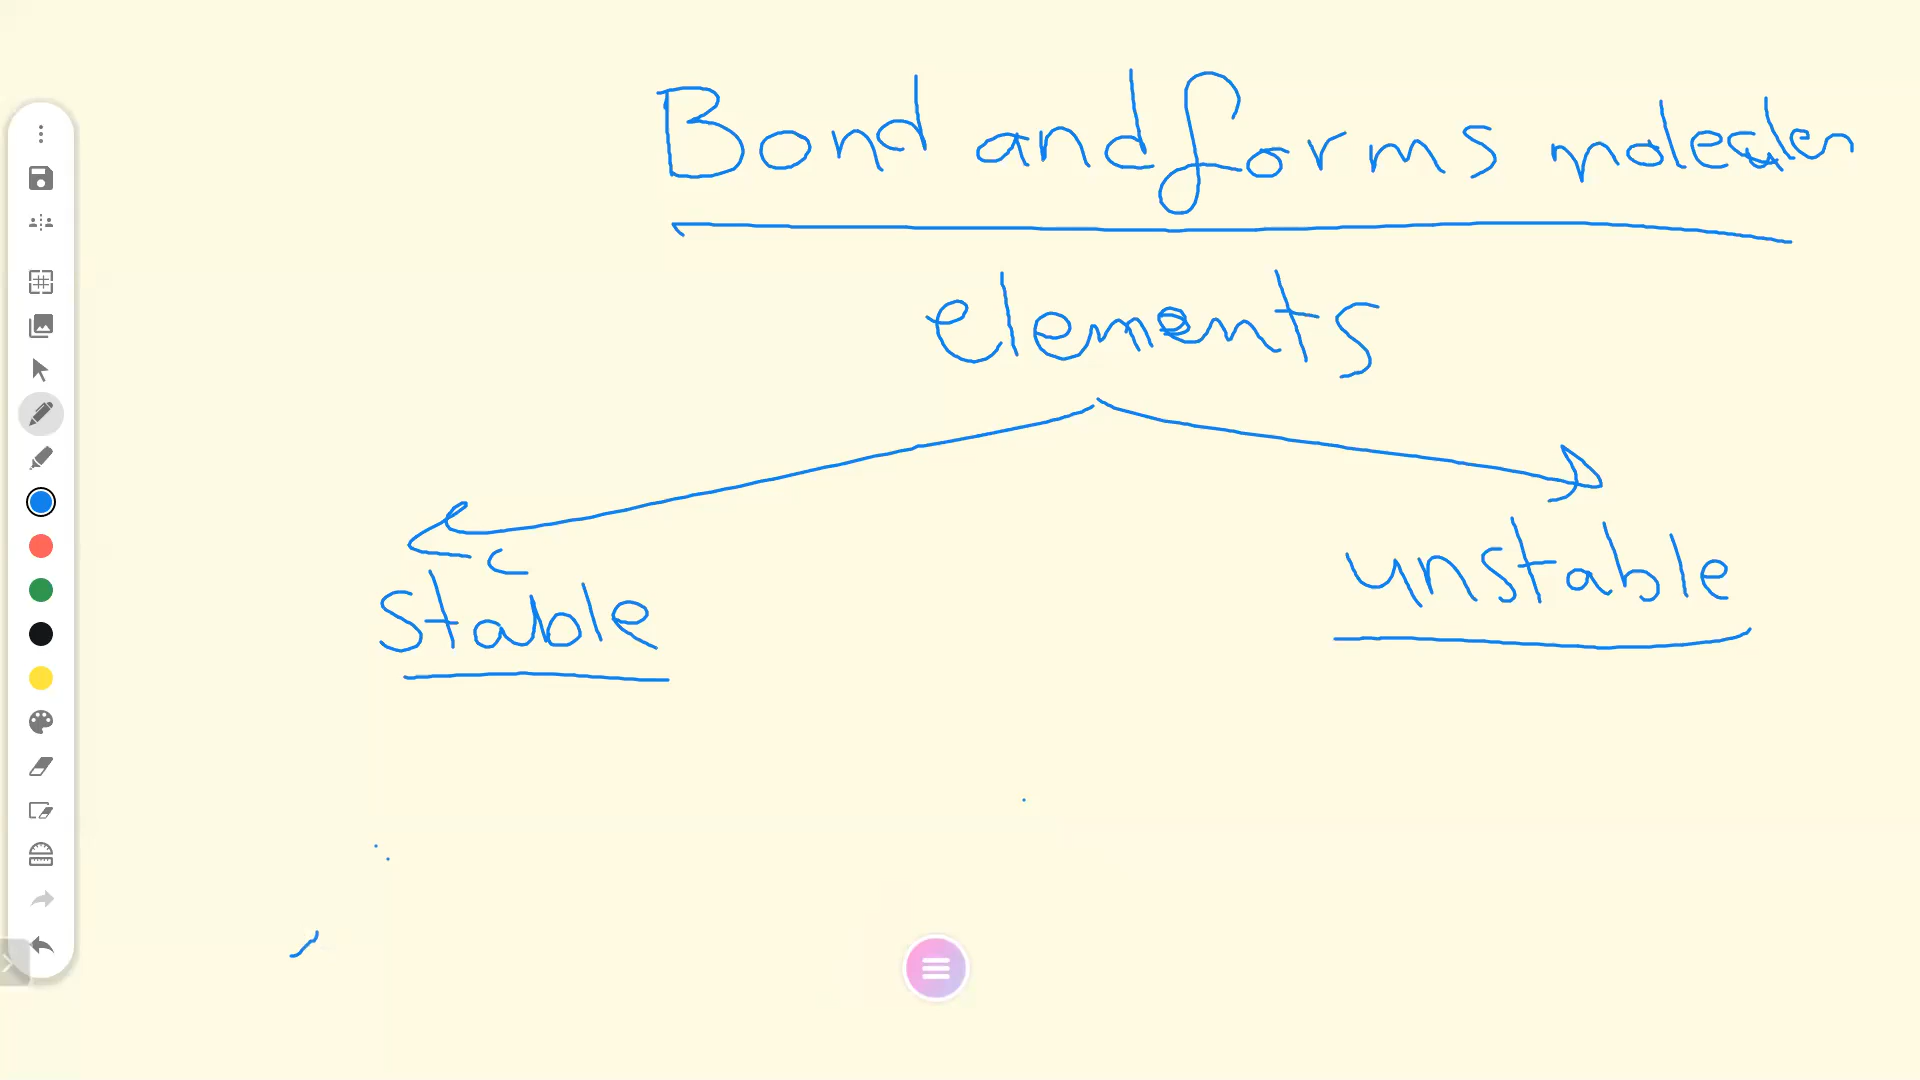 Bond and forms molecules
elements
stable
unstable